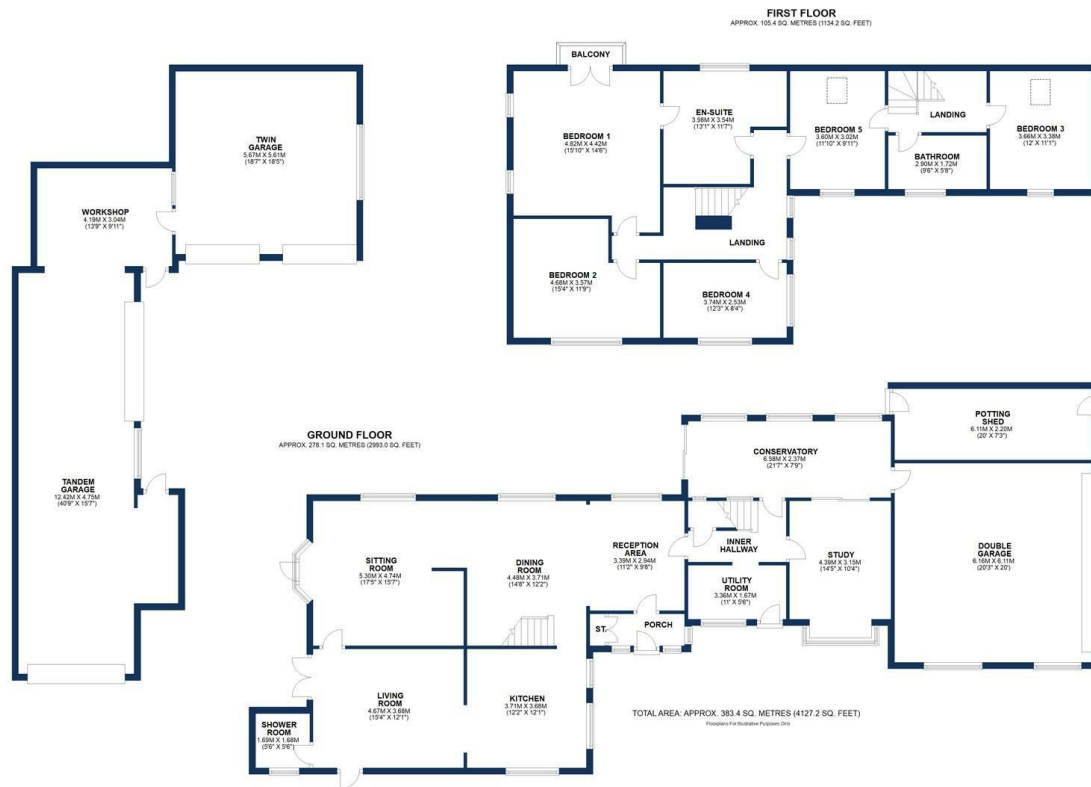 FIRST FLOOR
APPROX. 105.4 SQ. METRES (1134.2 SQ. FEET)
BALCONY
BEDROOM 1
4.82M X 4.42M
(15'10" X 14'6")
EN-SUITE
3.98M X 3.54M
(13'1" X 11'7")
BEDROOM 5
3.60M X 3.02M
(11'10" X 9'11")
LANDING
BEDROOM 3
3.66M X 3.38M
(12' X 11'1")
BATHROOM
2.90M X 1.72M
(9'6" X 5'8")
LANDING
BEDROOM 2
4.68M X 3.57M
(15'4" X 11'9")
BEDROOM 4
3.74M X 2.53M
(12'3" X 8'4")
TWIN
GARAGE
5.67M X 5.61M
(18'7" X 18'5")
WORKSHOP
4.19M X 3.04M
(13'9" X 9'11")
TANDEM
GARAGE
12.42M X 4.75M
(40'9" X 15'7")
GROUND FLOOR
APPROX. 278.1 SQ. METRES (2993.0 SQ. FEET)
POTTING
SHED
6.11M X 2.20M
(20' X 7'3")
CONSERVATORY
6.58M X 2.37M
(21'7" X 7'9")
SITTING
ROOM
5.30M X 4.74M
(17'5" X 15'7")
DINING
ROOM
4.48M X 3.71M
(14'8" X 12'2")
RECEPTION
AREA
3.39M X 2.94M
(11'2" X 9'8")
INNER
HALLWAY
STUDY
4.39M X 3.15M
(14'5" X 10'4")
DOUBLE
GARAGE
6.16M X 6.11M
(20'3" X 20')
UTILITY
ROOM
3.36M X 1.67M
(11' X 5'6")
ST.
PORCH
LIVING
ROOM
4.67M X 3.68M
(15'4" X 12'1")
KITCHEN
3.71M X 3.68M
(12'2" X 12'1")
SHOWER
ROOM
1.69M X 1.68M
(5'6" X 5'6")
TOTAL AREA: APPROX. 383.4 SQ. METRES (4127.2 SQ. FEET)
Floorplans For Illustrative Purposes Only